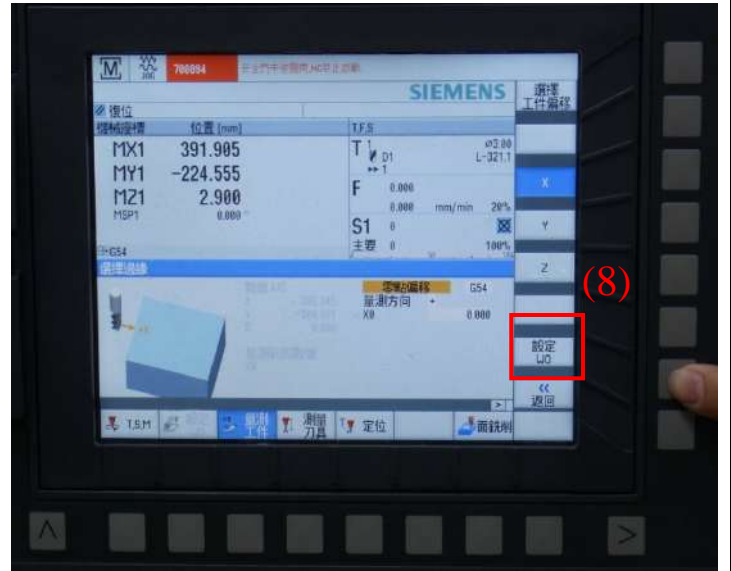 M
JOG
700894
SIEMENS
選擇
工件偏移
復位
機械座標 位置 [mm]
T,F,S
MX1 391.905
T 1 Ø3.00
D1 L-321.1
MY1 -224.555
1
F 0.000
X
MZ1 2.900
0.000 mm/min 20%
MSP1 0.000
S1 0
Y
主要 0 100%
G54
選擇邊緣
Z
零點偏移 G54
量測方向 +
X0 0.000
(8)
設定
WO
<<
返回
T,S,M
量測
工件
測量
刀具
定位
面銑削